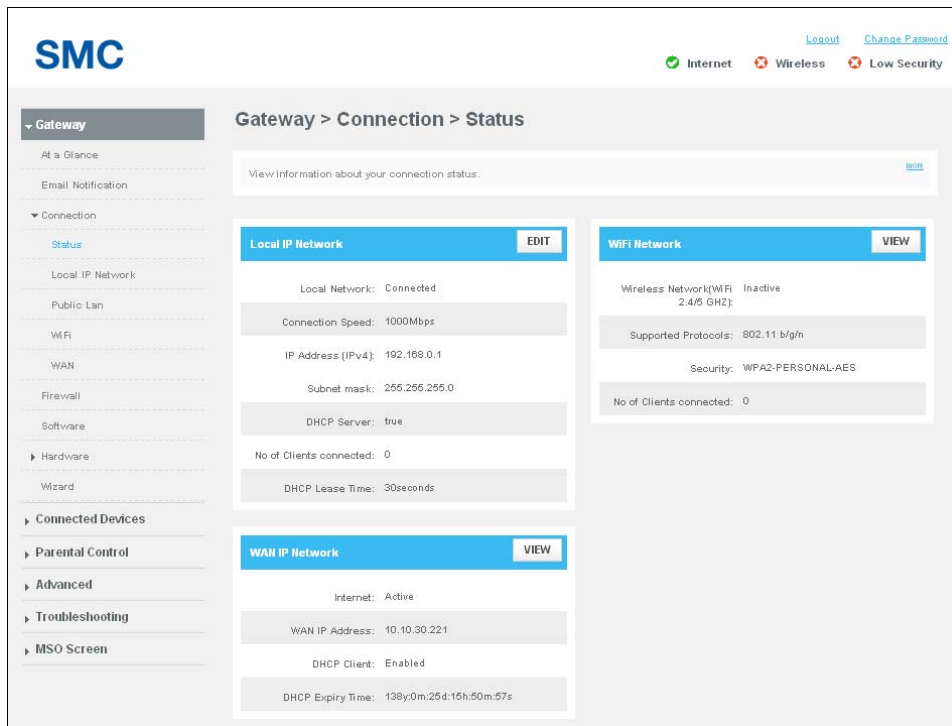 SMC
Logout Change Password
Internet Wireless Low Security
Gateway
At a Glance
Email Notification
Connection
Status
Local IP Network
Public Lan
WiFi
WAN
Firewall
Software
Hardware
Wizard
Connected Devices
Parental Control
Advanced
Troubleshooting
MSO Screen
Gateway > Connection > Status
View information about your connection status.
more
Local IP Network EDIT
Local Network: Connected
Connection Speed: 1000Mbps
IP Address (IPv4): 192.168.0.1
Subnet mask: 255.255.255.0
DHCP Server: true
No of Clients connected: 0
DHCP Lease Time: 30seconds
WiFi Network VIEW
Wireless Network(WiFi Inactive
2.4/5 GHZ):
Supported Protocols: 802.11 b/g/n
Security: WPA2-PERSONAL-AES
No of Clients connected: 0
WAN IP Network VIEW
Internet: Active
WAN IP Address: 10.10.30.221
DHCP Client: Enabled
DHCP Expiry Time: 138y:0m:25d:15h:50m:57s